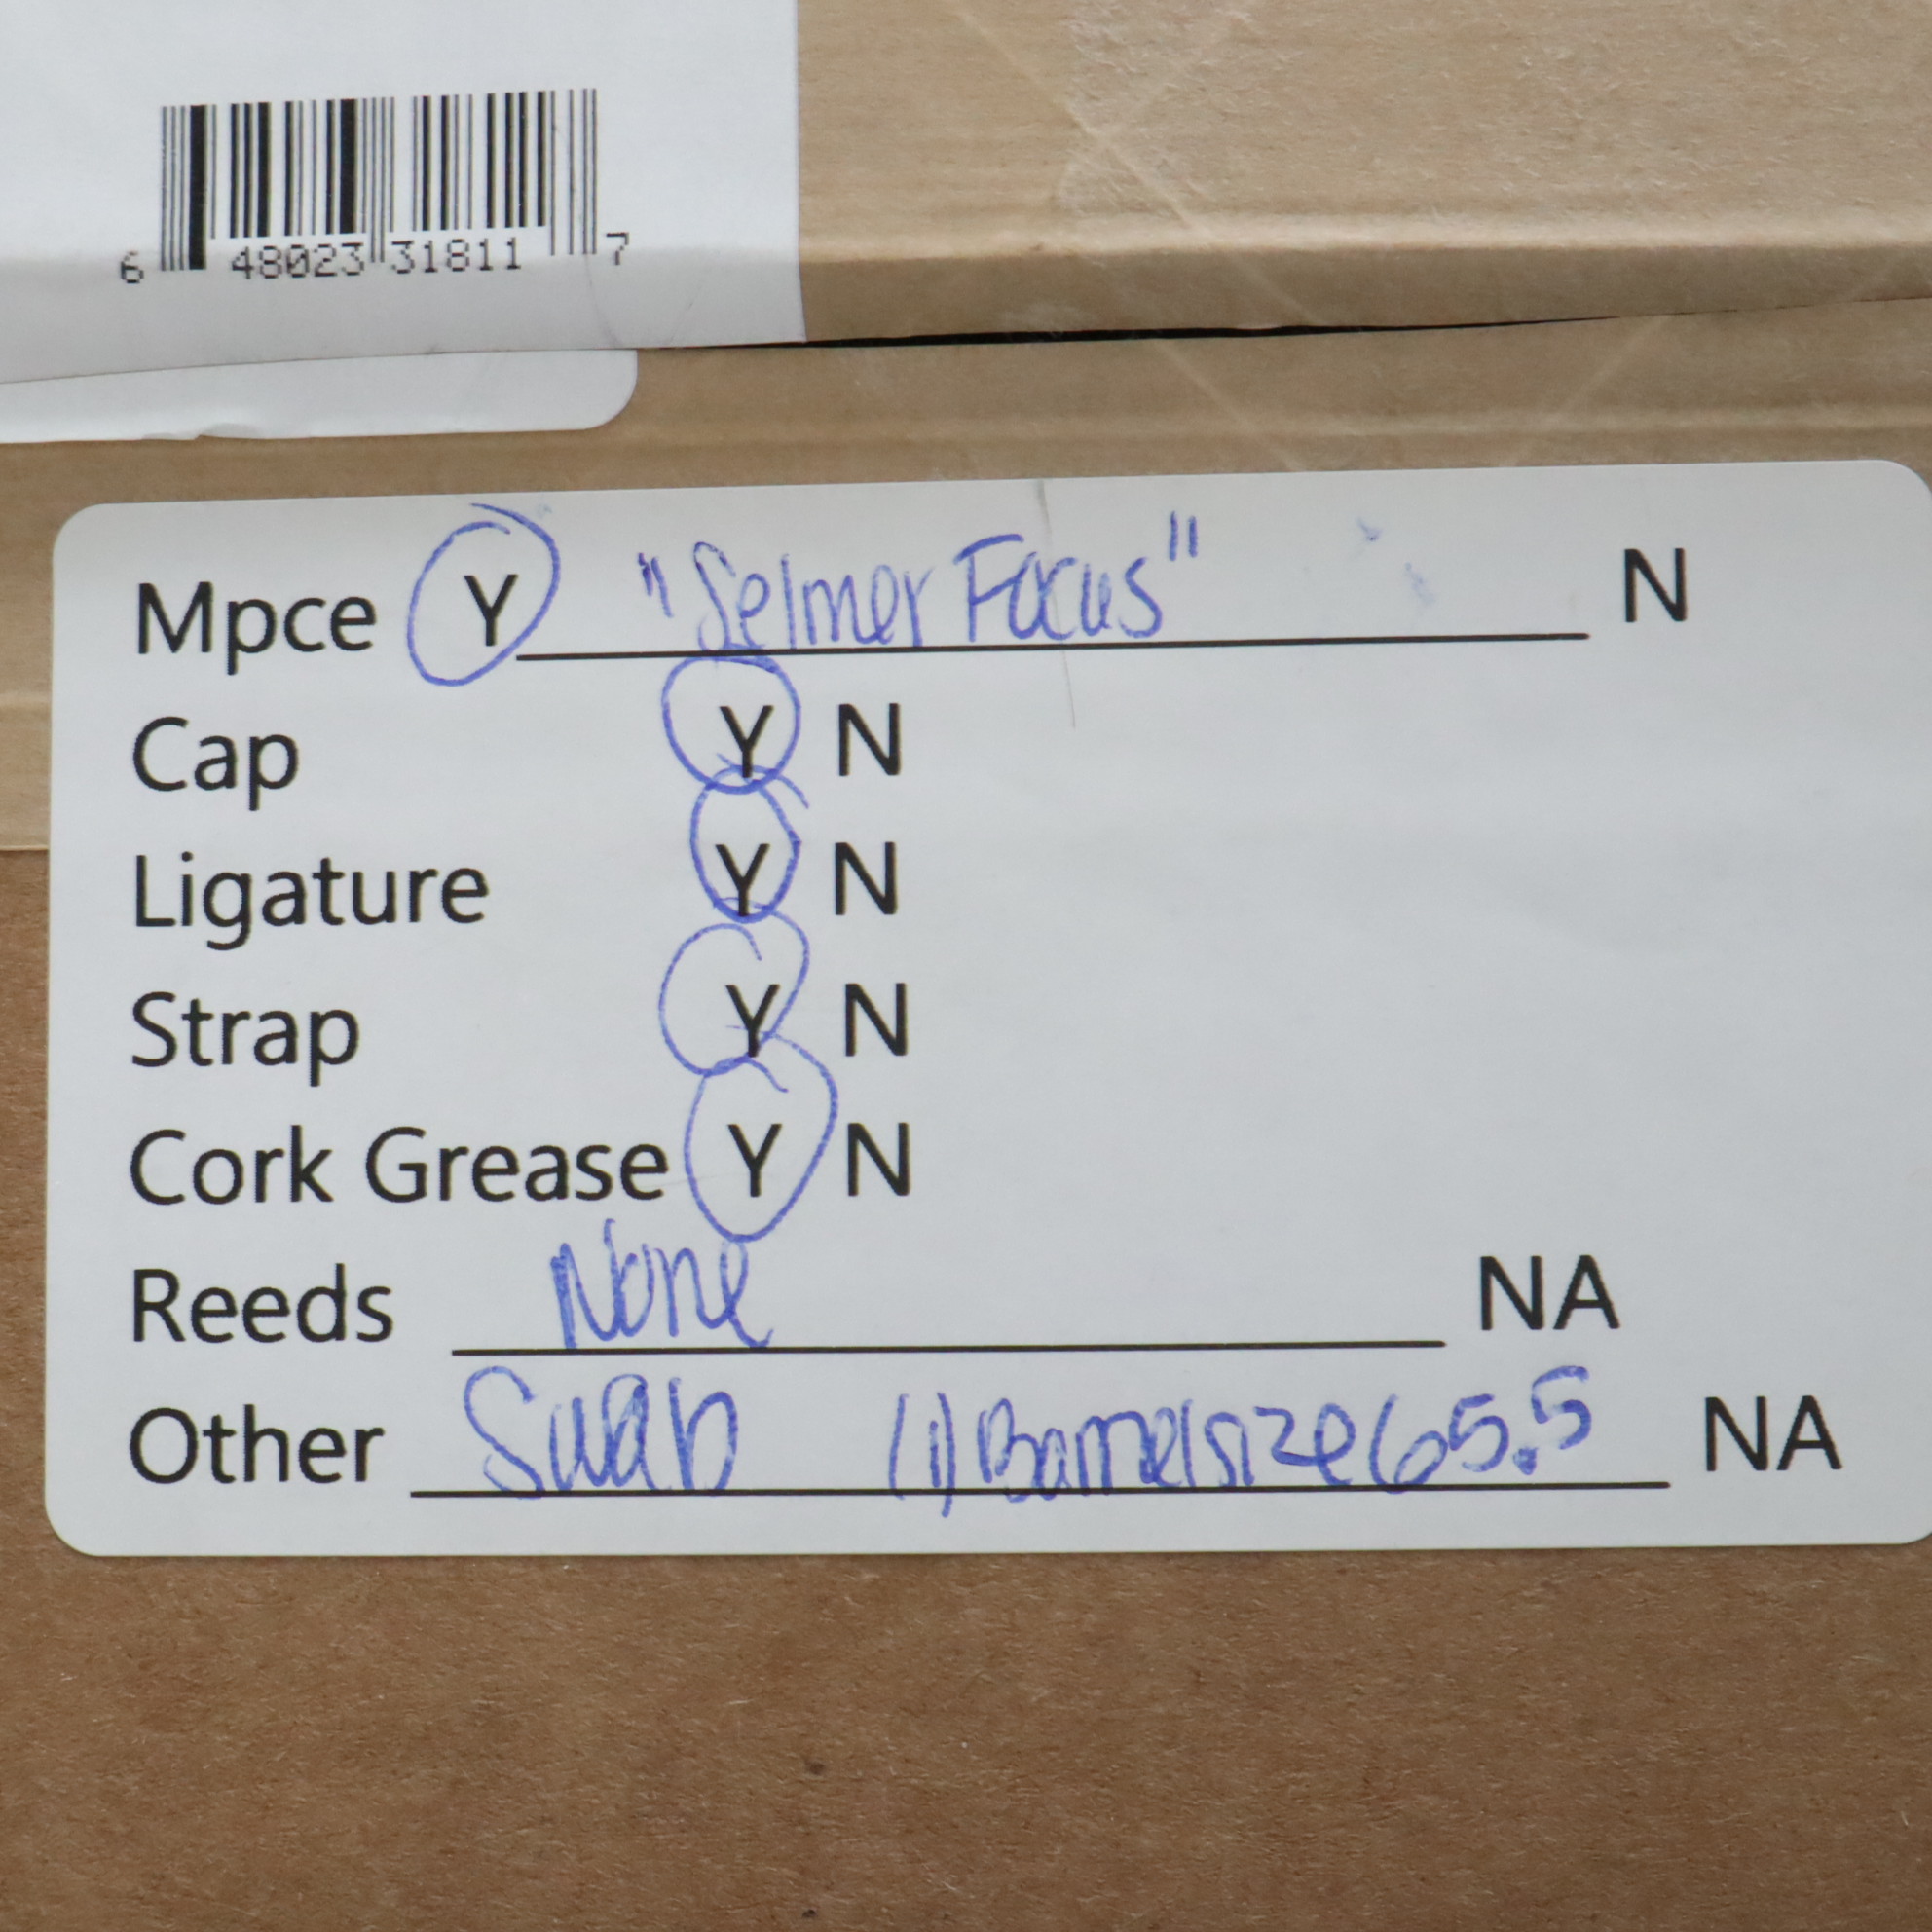 6 48023 31811 7
Mpce Y "Selmer Focus" N
Cap Y N
Ligature Y N
Strap Y N
Cork Grease Y N
Reeds None NA
Other Swab (1) Barrel size 65.5 NA